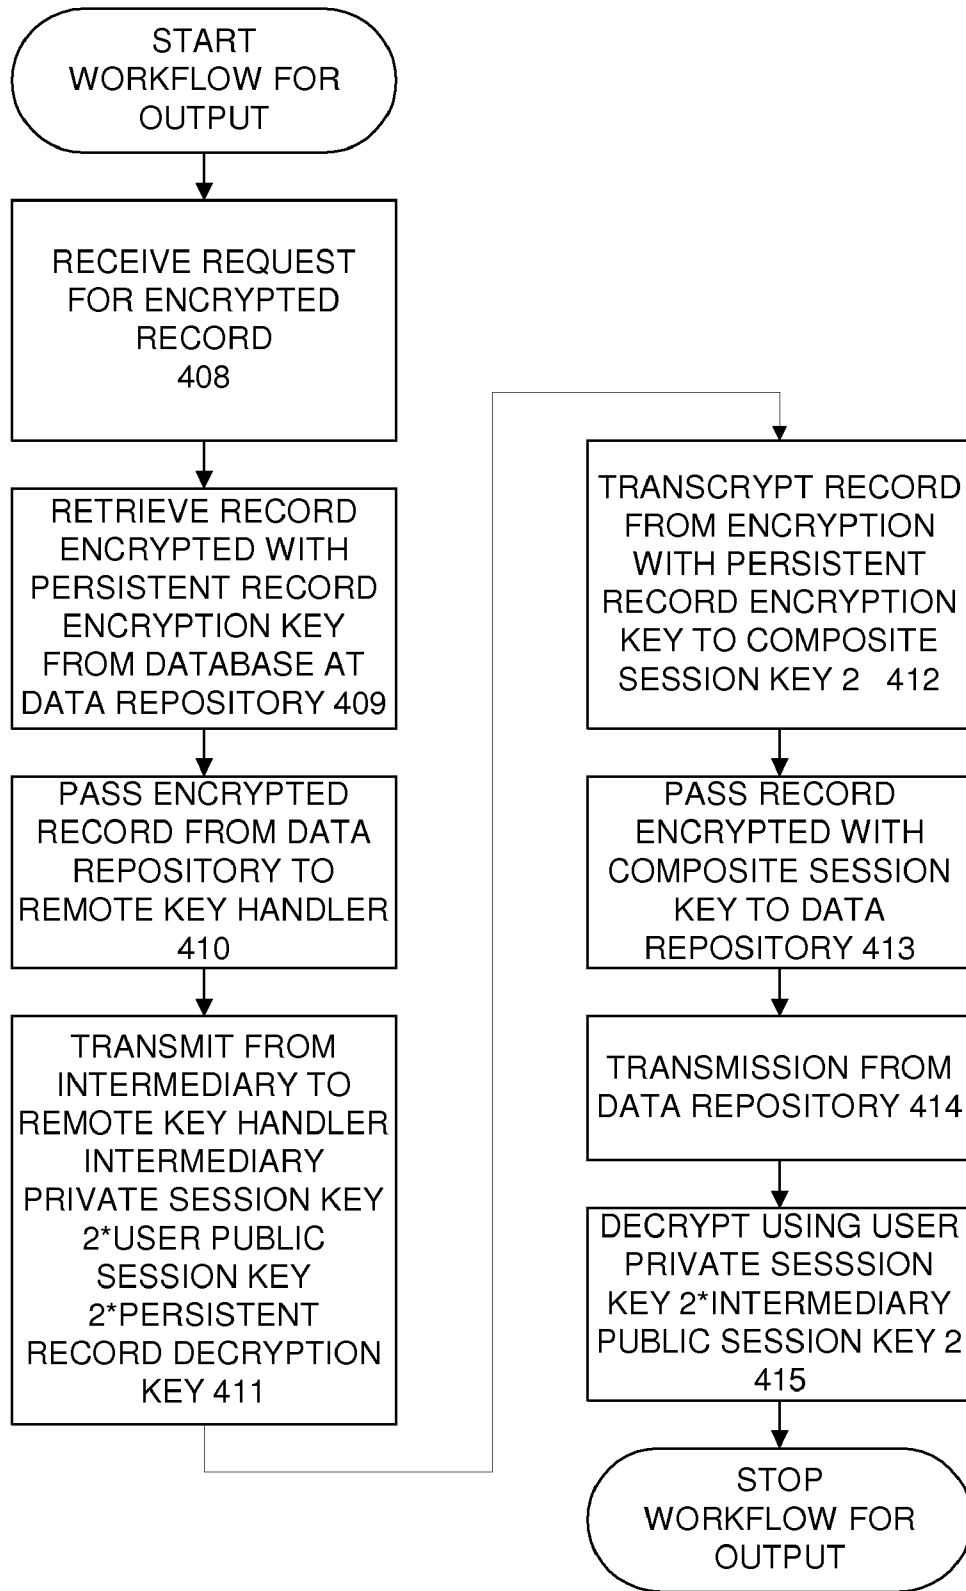 START
WORKFLOW FOR
OUTPUT
RECEIVE REQUEST
FOR ENCRYPTED
RECORD
408
RETRIEVE RECORD
ENCRYPTED WITH
PERSISTENT RECORD
ENCRYPTION KEY
FROM DATABASE AT
DATA REPOSITORY 409
PASS ENCRYPTED
RECORD FROM DATA
REPOSITORY TO
REMOTE KEY HANDLER
410
TRANSMIT FROM
INTERMEDIARY TO
REMOTE KEY HANDLER
INTERMEDIARY
PRIVATE SESSION KEY
2*USER PUBLIC
SESSION KEY
2*PERSISTENT
RECORD DECRYPTION
KEY 411
TRANSCRYPT RECORD
FROM ENCRYPTION
WITH PERSISTENT
RECORD ENCRYPTION
KEY TO COMPOSITE
SESSION KEY 2 412
PASS RECORD
ENCRYPTED WITH
COMPOSITE SESSION
KEY TO DATA
REPOSITORY 413
TRANSMISSION FROM
DATA REPOSITORY 414
DECRYPT USING USER
PRIVATE SESSSION
KEY 2*INTERMEDIARY
PUBLIC SESSION KEY 2
415
STOP
WORKFLOW FOR
OUTPUT